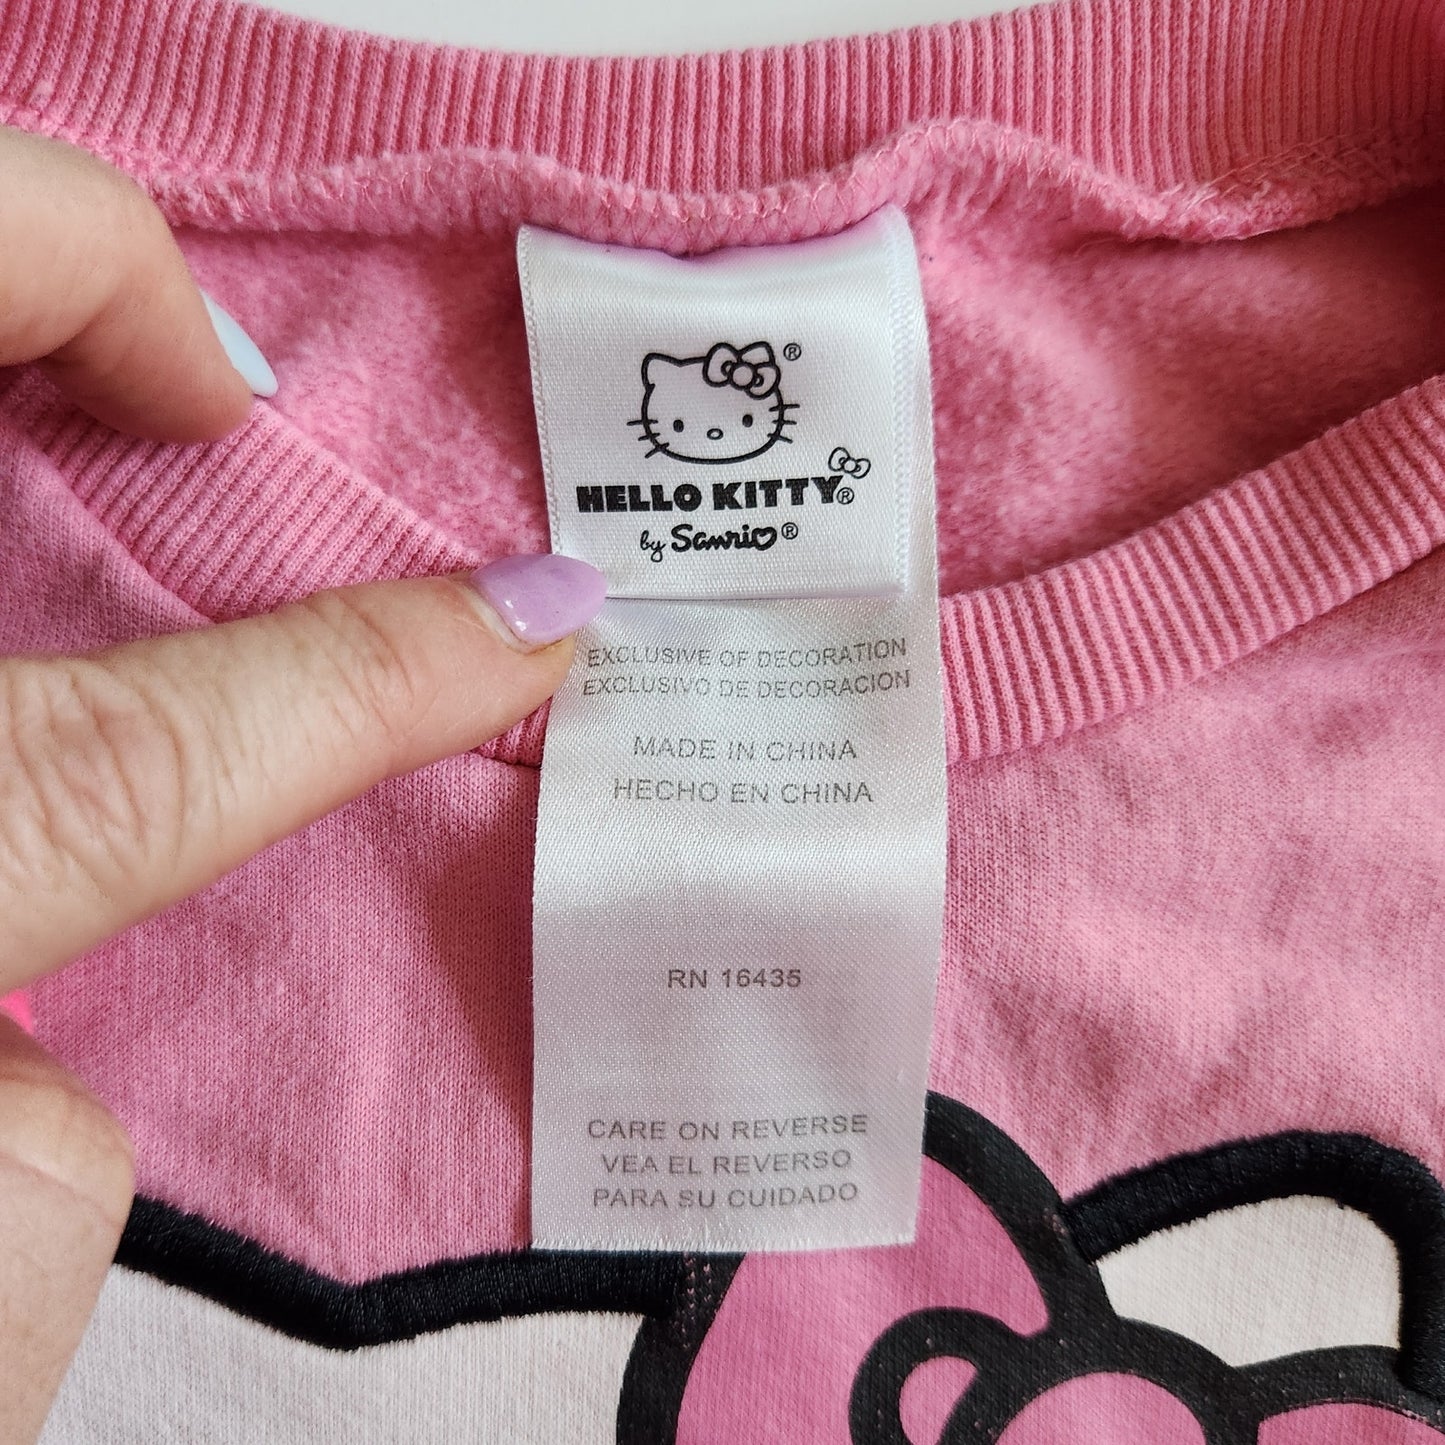 ®
HELLO KITTY®
by Sanrio®
EXCLUSIVE OF DECORATION
EXCLUSIVO DE DECORACION
MADE IN CHINA
HECHO EN CHINA
RN 16435
CARE ON REVERSE
VEA EL REVERSO
PARA SU CUIDADO